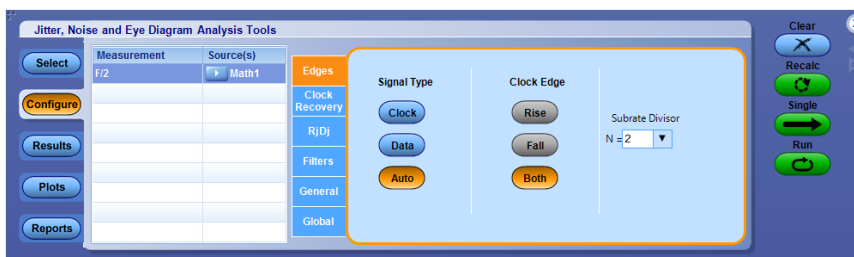 Jitter, Noise and Eye Diagram Analysis Tools
Clear
Select
Measurement
Source(s)
F/2
Math1
Edges
Signal Type
Clock Edge
Recalc
Configure
Clock
Recovery
Clock
Rise
Subrate Divisor
Single
Results
RjDj
Data
Fall
N = 2
Run
Filters
Auto
Both
Plots
General
Reports
Global